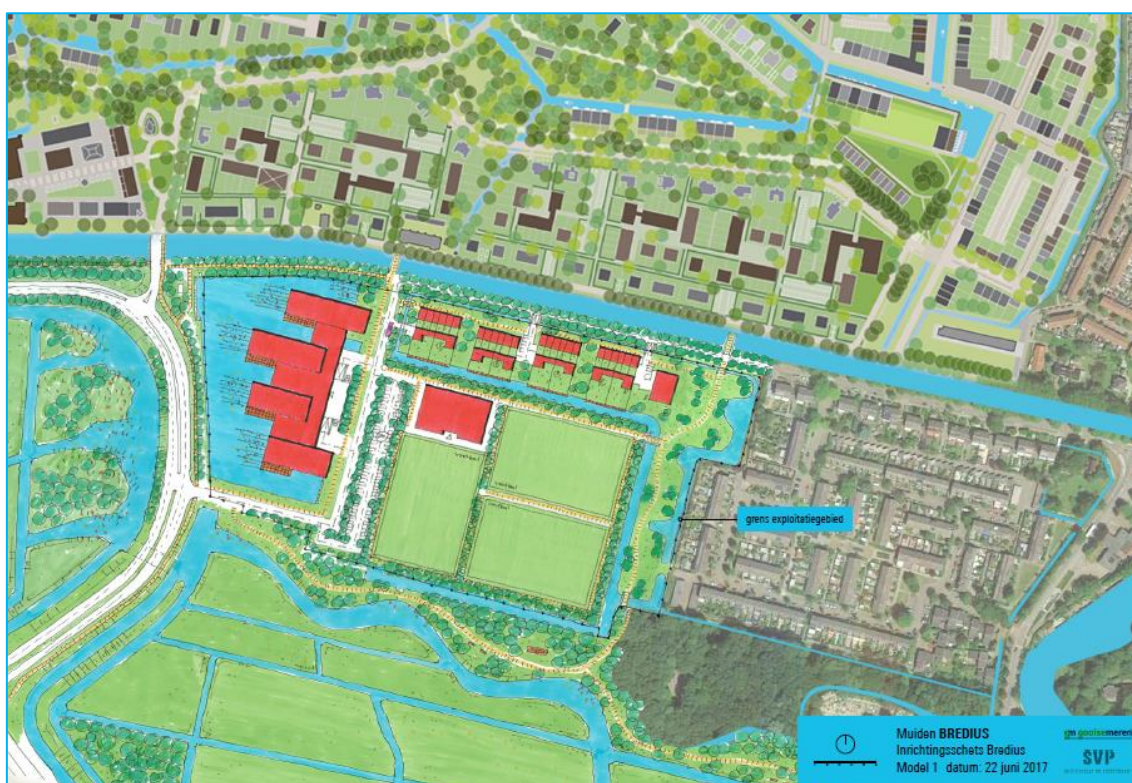 grens exploitatiegebied
Muiden BREDIUS
Inrichtingsschets Bredius
Model 1 datum: 22 juni 2017
gm gooisemeren
SVP